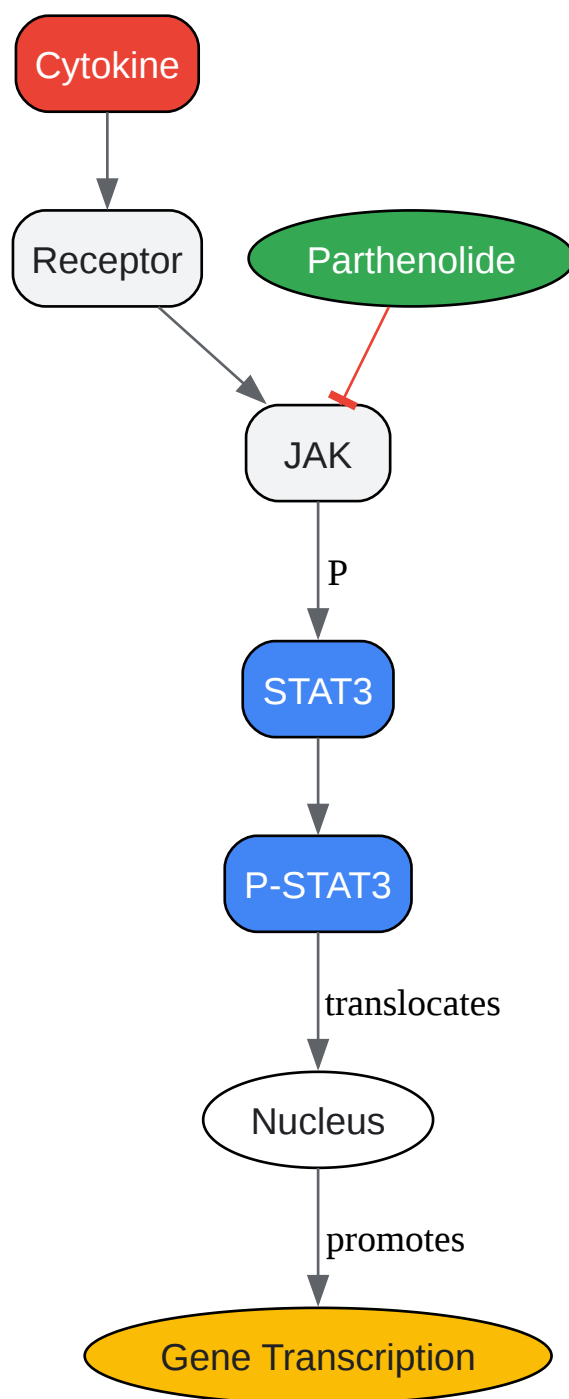 Cytokine
Receptor
Parthenolide
JAK
P
STAT3
P-STAT3
translocates
Nucleus
promotes
Gene Transcription